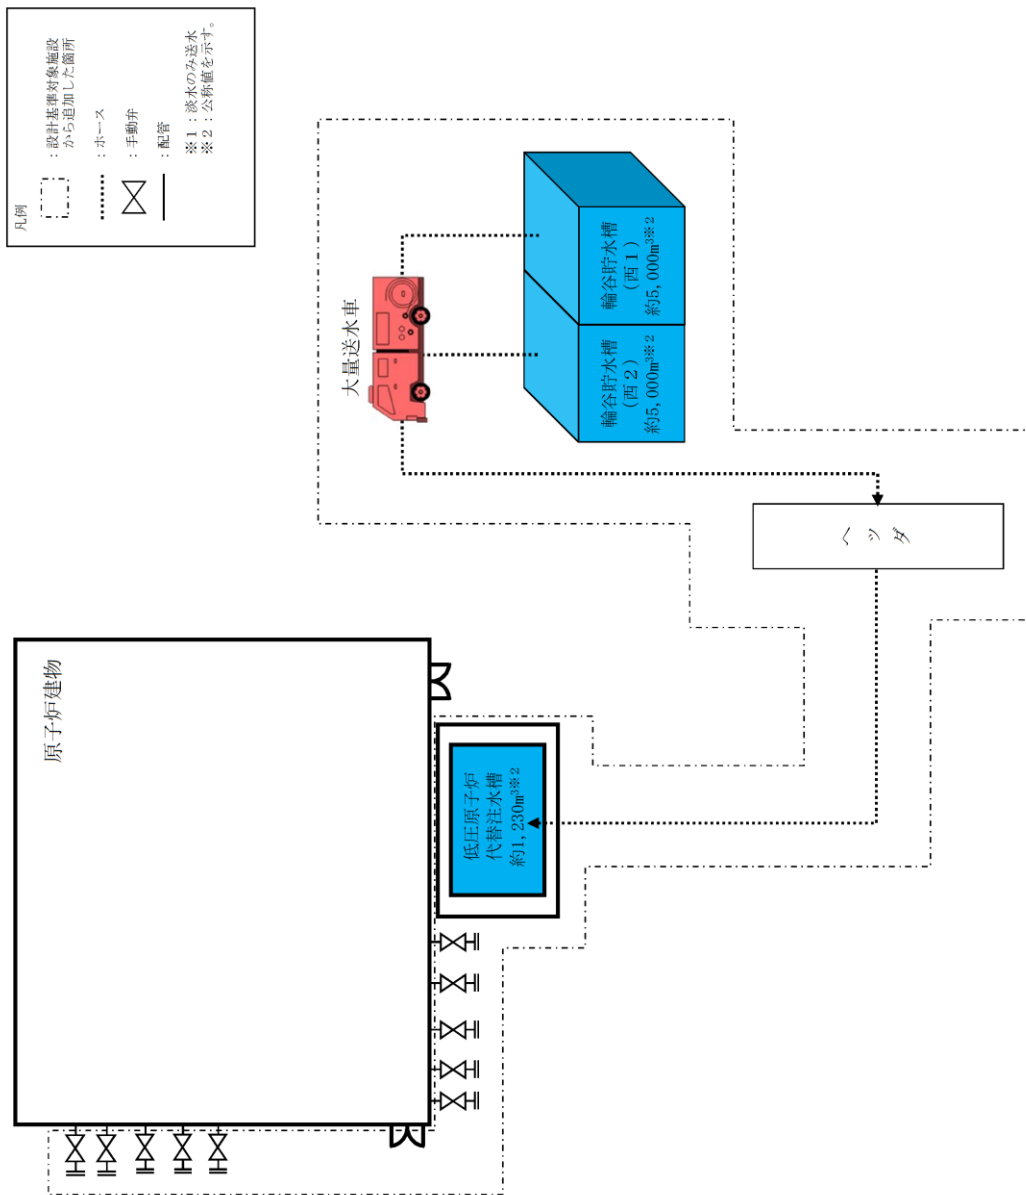 凡例
：設計基準対象施設
から追加した箇所
：ホース
：手動弁
：配管
※１：淡水のみ送水
※２：公称値を示す。
大量送水車
輪谷貯水槽
（西１）
約5,000m³※２
輪谷貯水槽
（西２）
約5,000m³※２
ヘッダ
原子炉建物
低圧原子炉
代替注水槽
約1,230m³※２